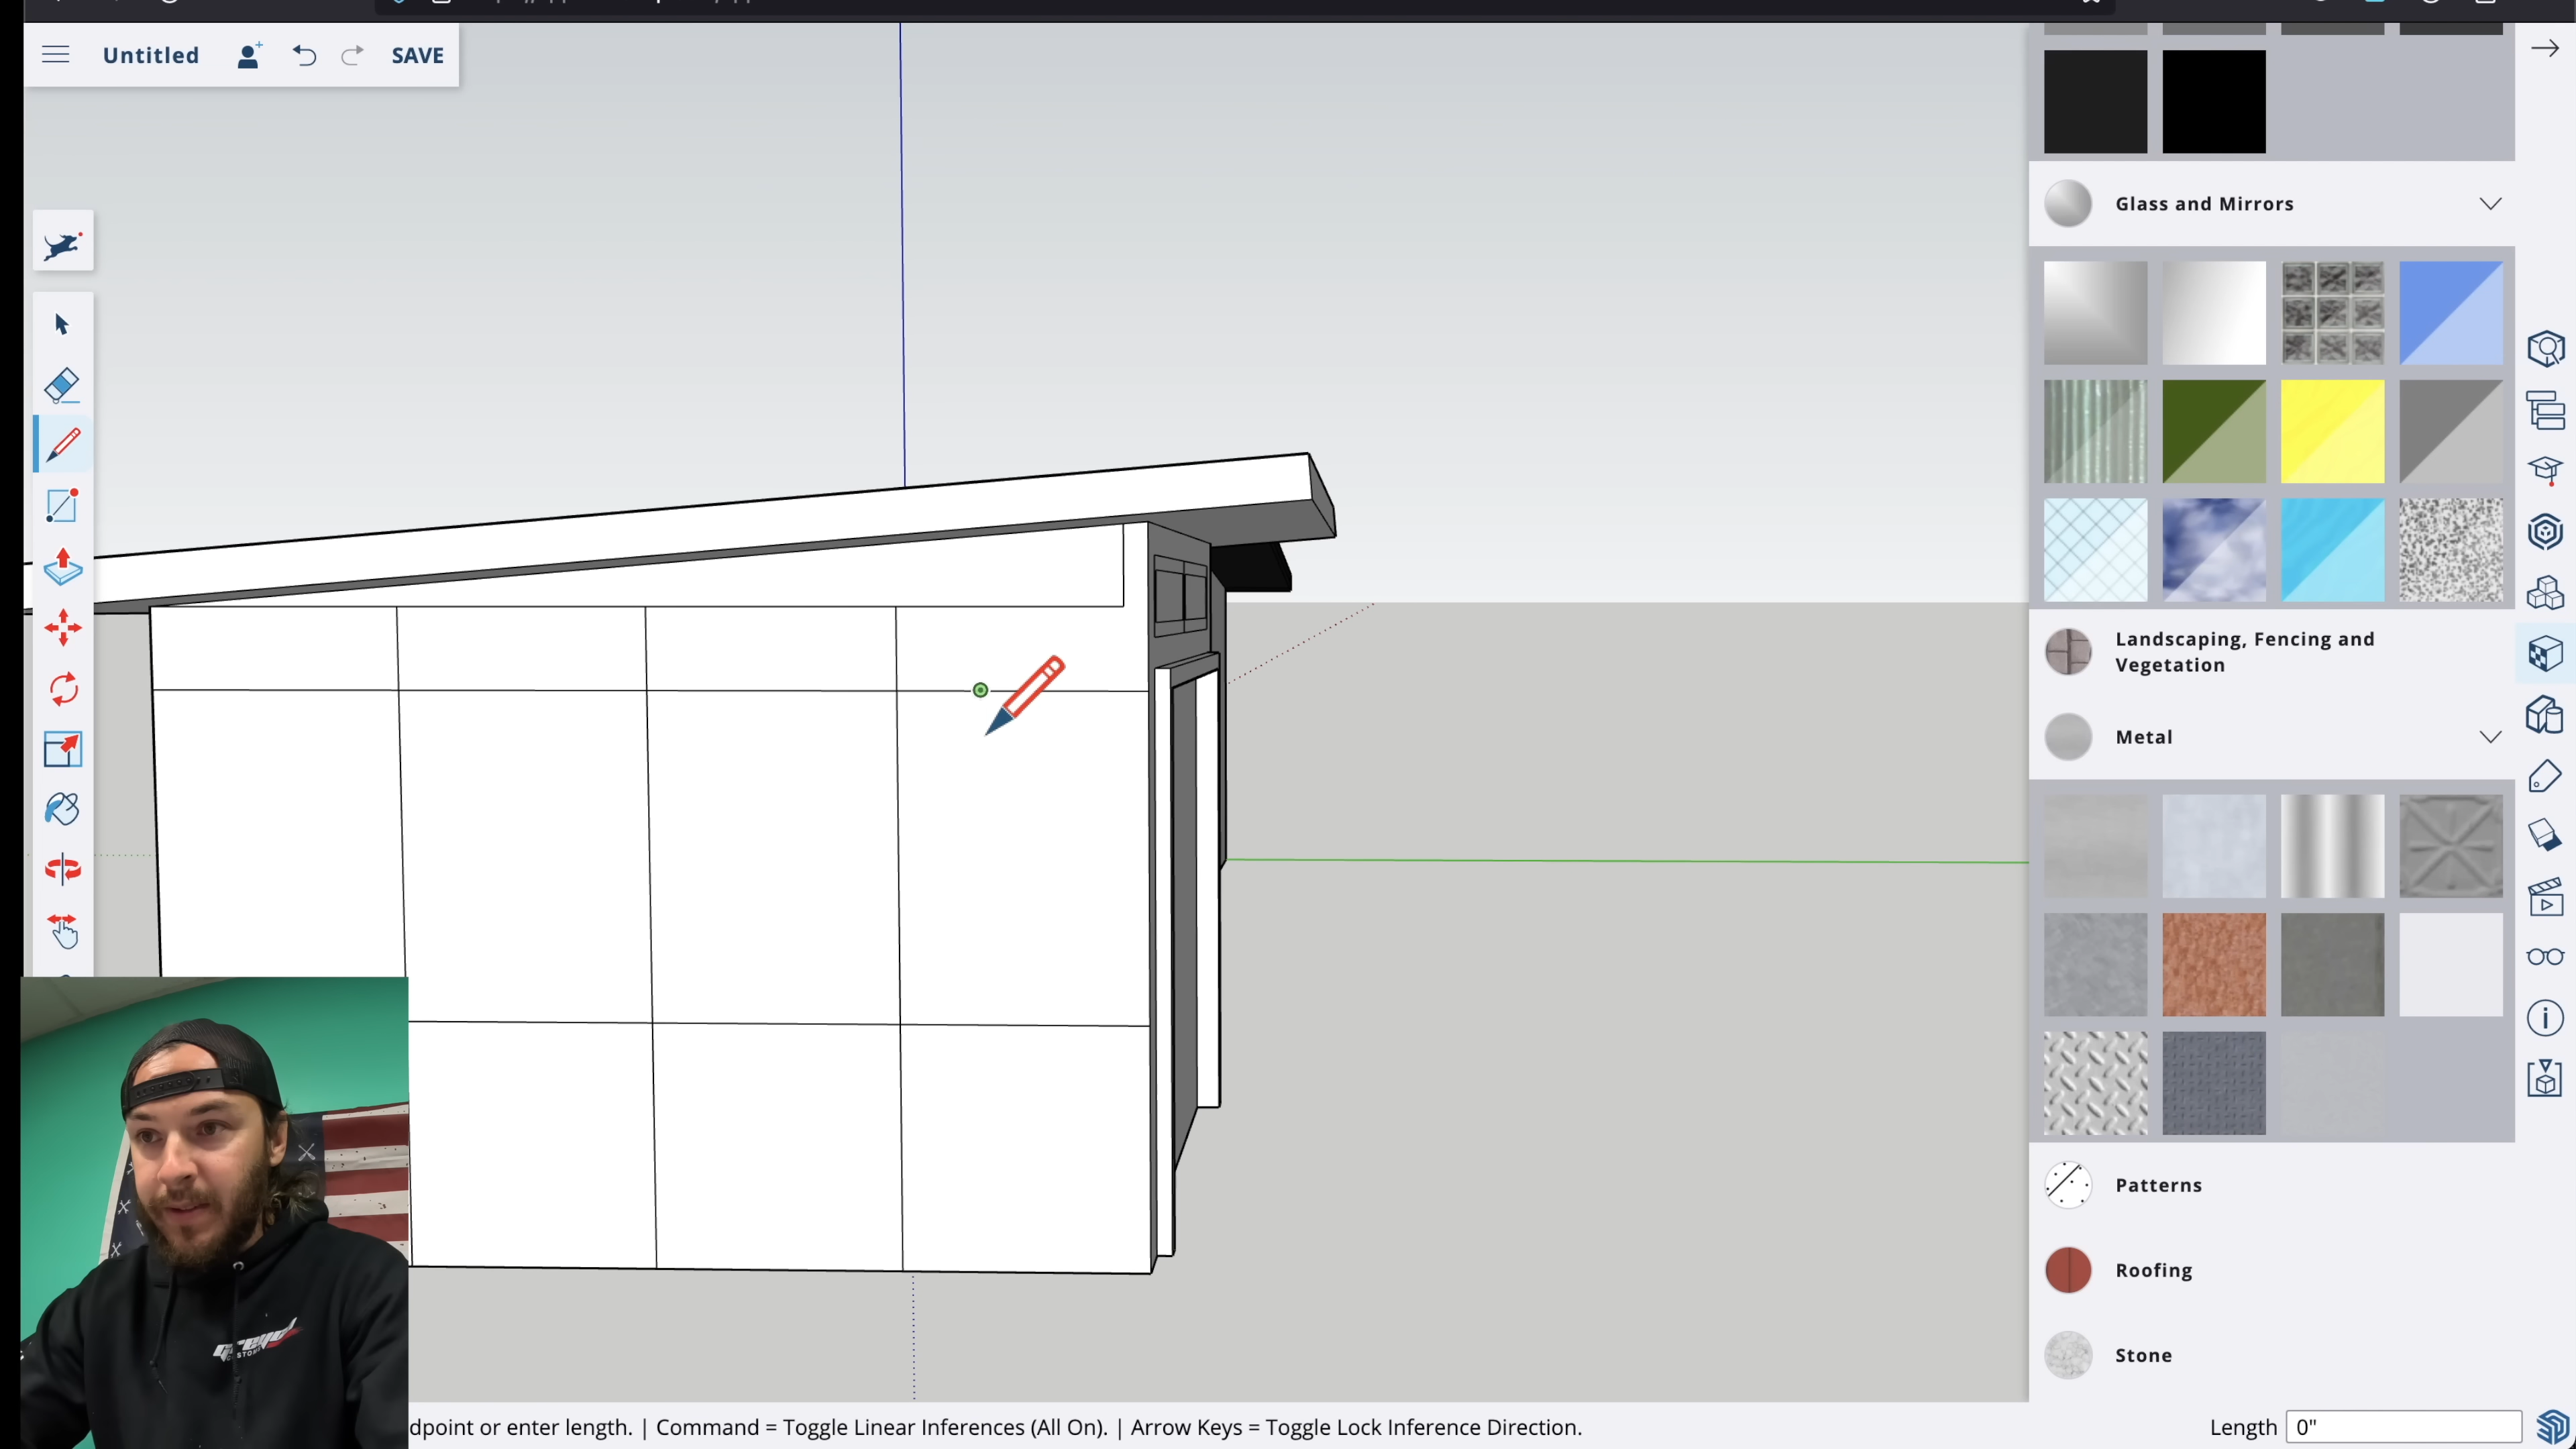 Untitled
SAVE
Glass and Mirrors
Landscaping, Fencing and
Vegetation
Metal
Patterns
Roofing
Stone
dpoint or enter length. | Command = Toggle Linear Inferences (All On). | Arrow Keys = Toggle Lock Inference Direction.
Length 0"